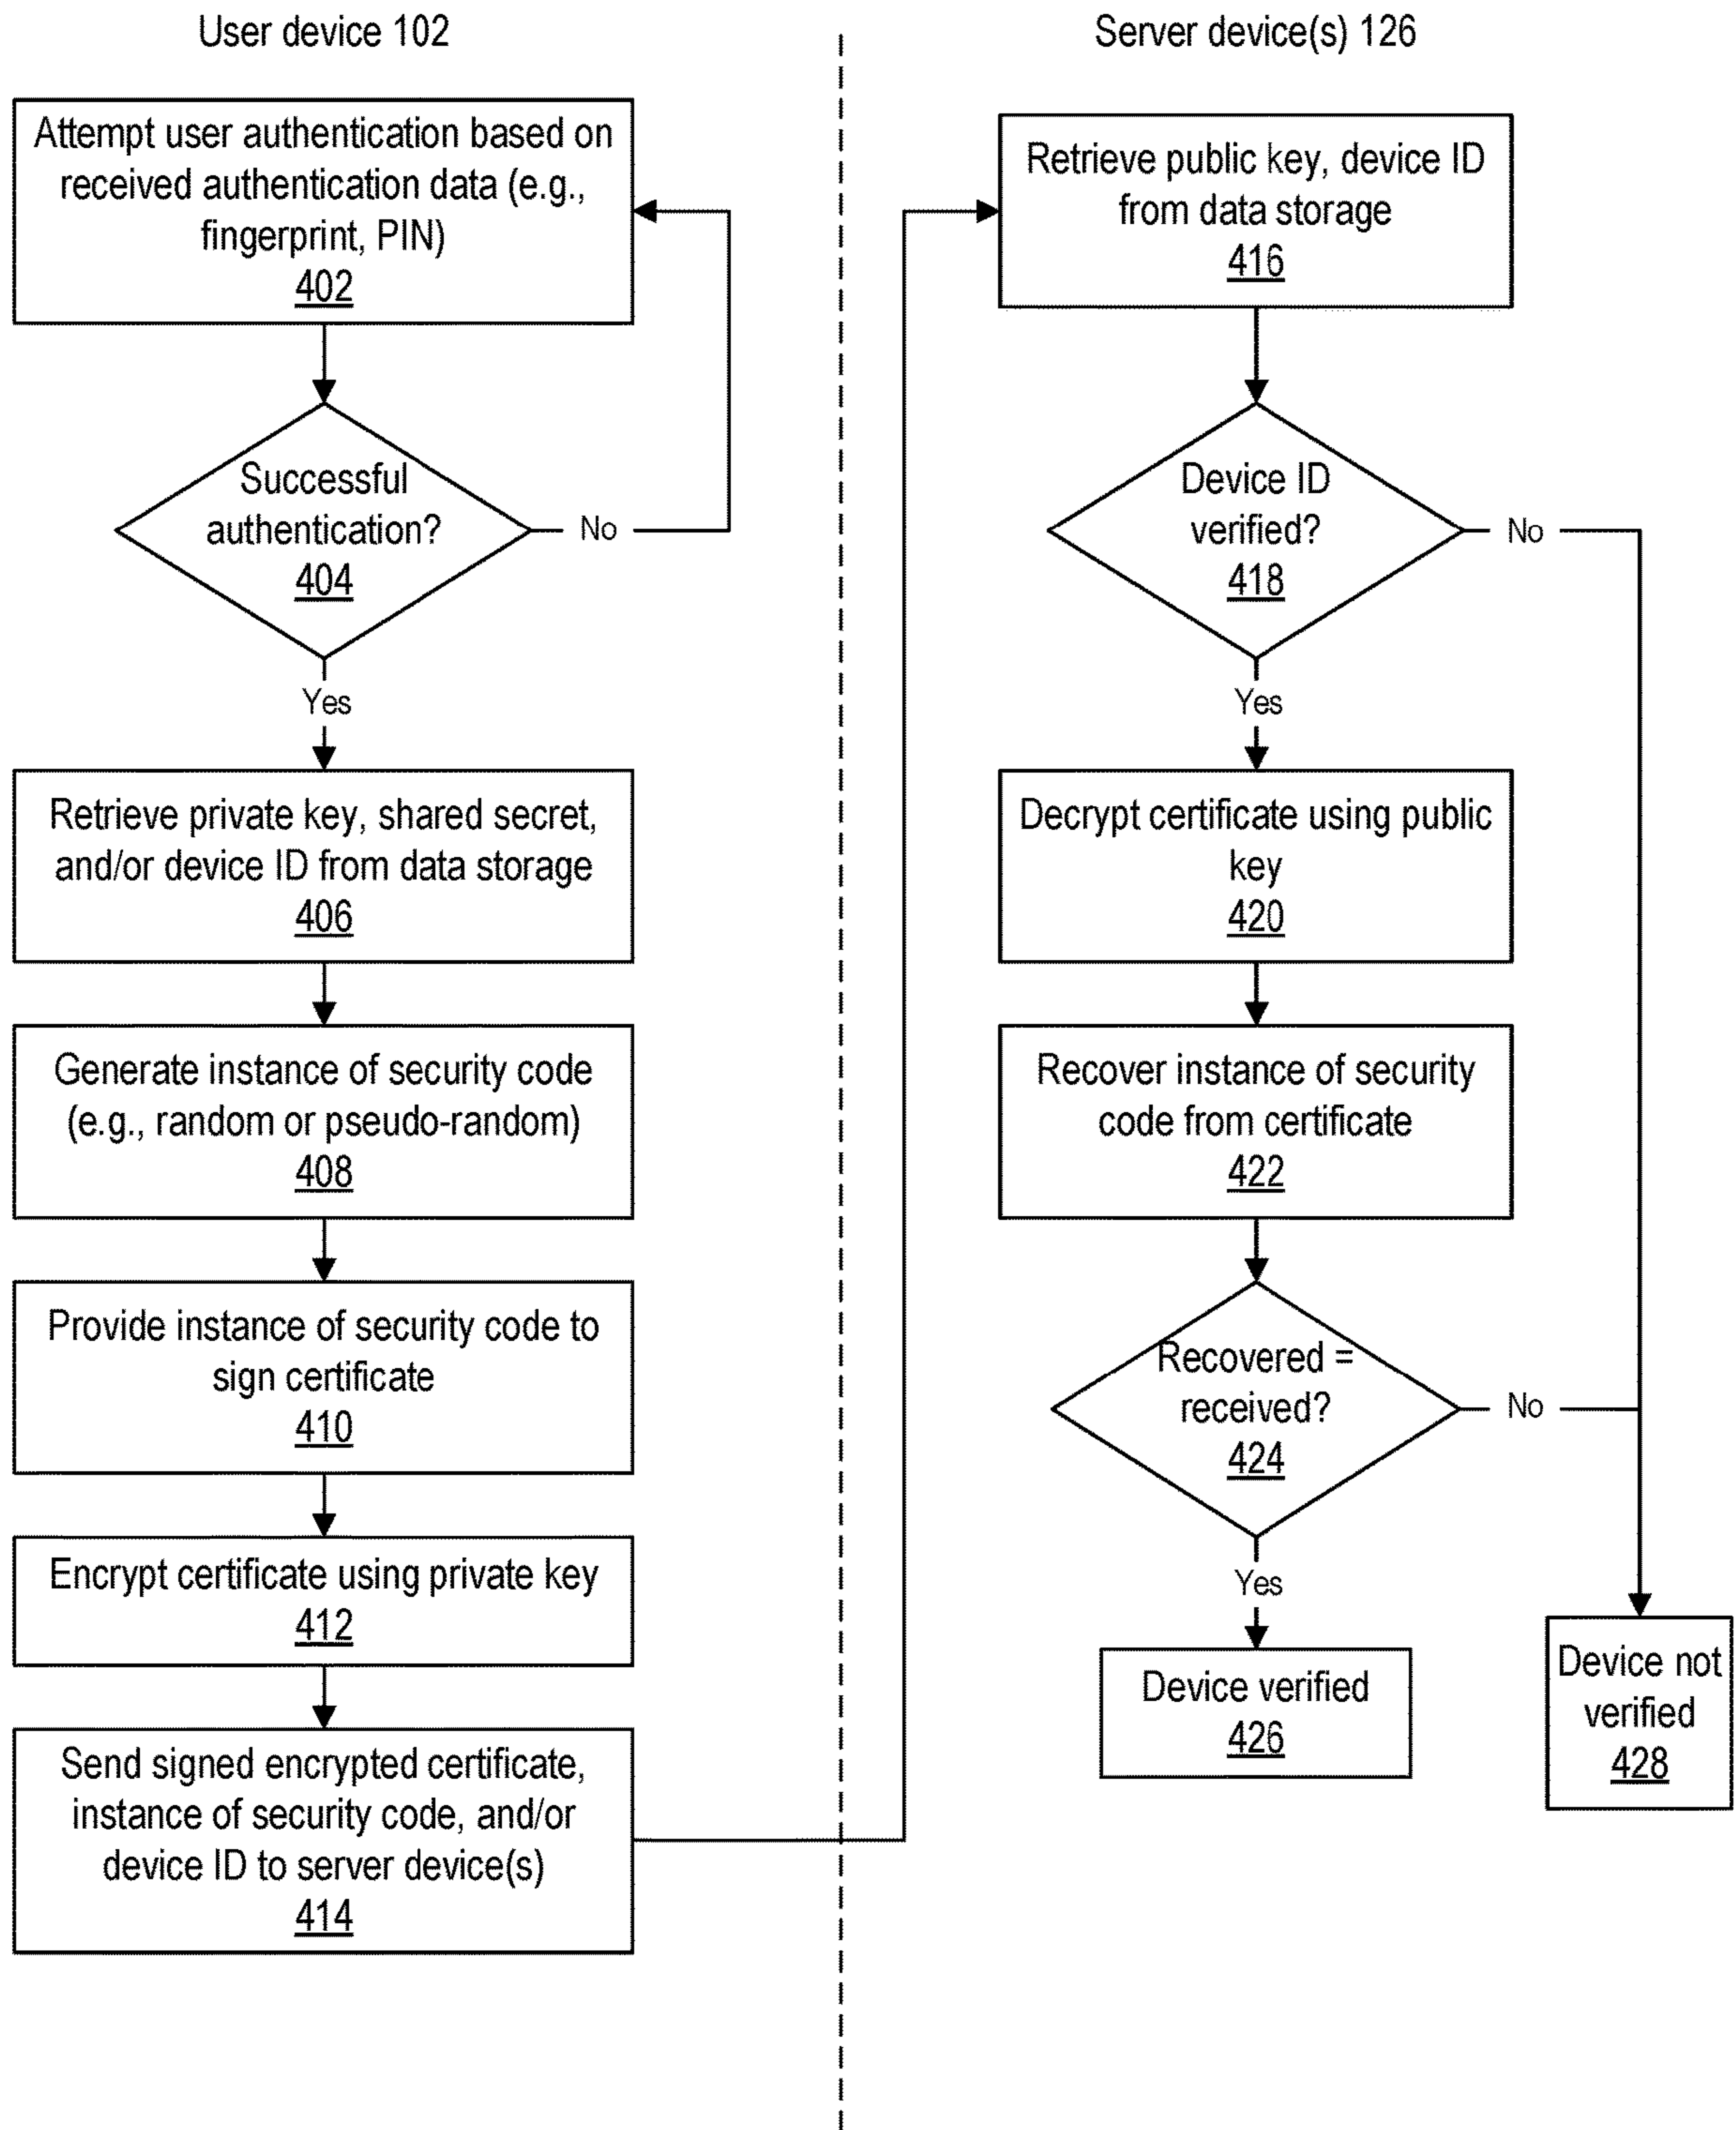 User device 102
Attempt user authentication based on
received authentication data (e.g.,
fingerprint, PIN)
402
Successful
authentication?
404
No
Yes
Retrieve private key, shared secret,
and/or device ID from data storage
406
Generate instance of security code
(e.g., random or pseudo-random)
408
Provide instance of security code to
sign certificate
410
Encrypt certificate using private key
412
Send signed encrypted certificate,
instance of security code, and/or
device ID to server device(s)
414
Server device(s) 126
Retrieve public key, device ID
from data storage
416
Device ID
verified?
418
No
Yes
Decrypt certificate using public
key
420
Recover instance of security
code from certificate
422
Recovered =
received?
424
No
Yes
Device verified
426
Device not
verified
428